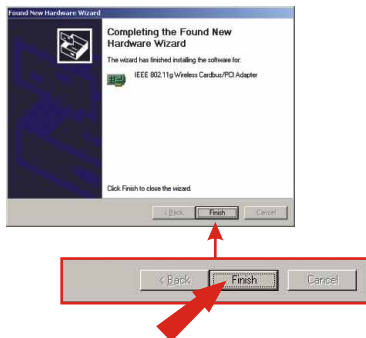 Found New Hardware Wizard
Completing the Found New
Hardware Wizard
The wizard has finished installing the software for:
IEEE 802.11g Wireless Cardbus/PCI Adapter
Click Finish to close the wizard.
< Back Finish Cancel
< Back Finish Cancel